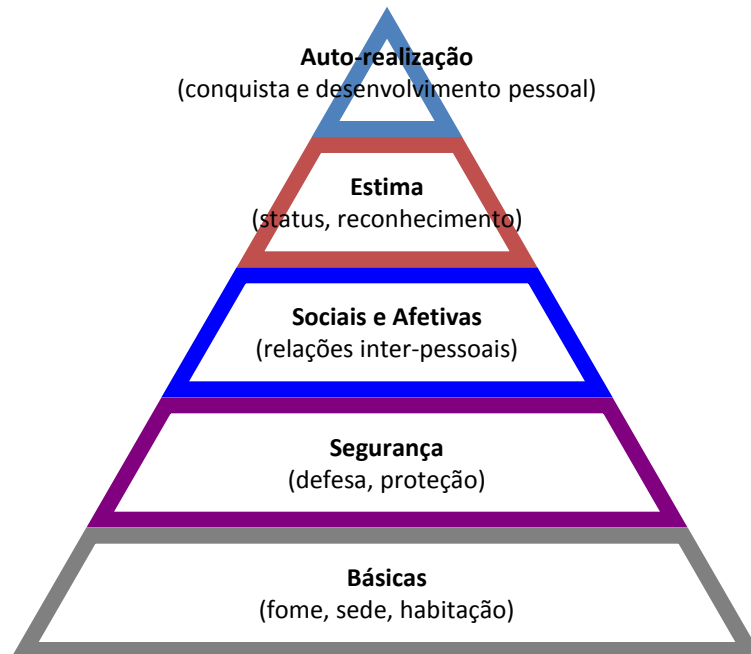 Auto-realização
(conquista e desenvolvimento pessoal)
Estima
(status, reconhecimento)
Sociais e Afetivas
(relações inter-pessoais)
Segurança
(defesa, proteção)
Básicas
(fome, sede, habitação)